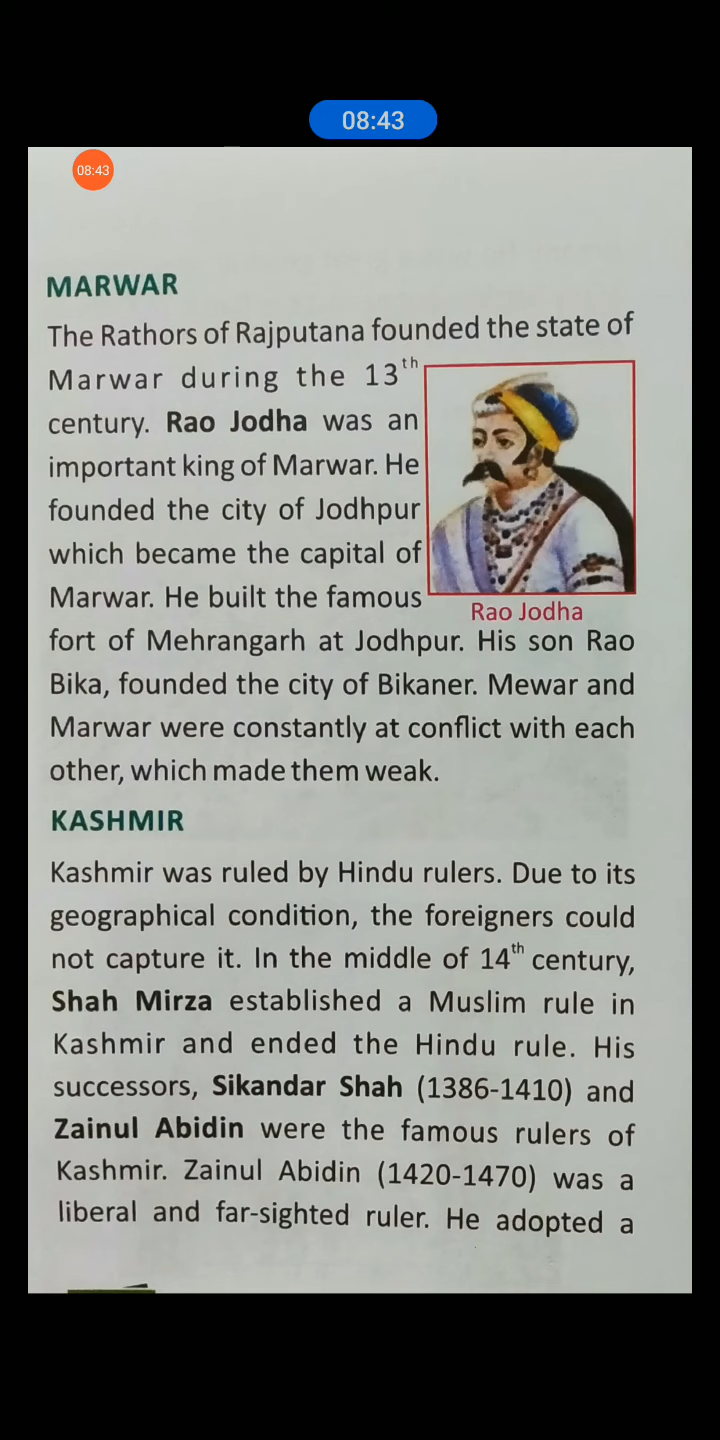 08:43
08:43
MARWAR
The Rathors of Rajputana founded the state of
Marwar during the 13th
century. Rao Jodha was an
important king of Marwar. He
founded the city of Jodhpur
which became the capital of
Marwar. He built the famous
Rao Jodha
fort of Mehrangarh at Jodhpur. His son Rao
Bika, founded the city of Bikaner. Mewar and
Marwar were constantly at conflict with each
other, which made them weak.
KASHMIR
Kashmir was ruled by Hindu rulers. Due to its
geographical condition, the foreigners could
not capture it. In the middle of 14th century,
Shah Mirza established a Muslim rule in
Kashmir and ended the Hindu rule. His
successors, Sikandar Shah (1386-1410) and
Zainul Abidin were the famous rulers of
Kashmir. Zainul Abidin (1420-1470) was a
liberal and far-sighted ruler. He adopted a